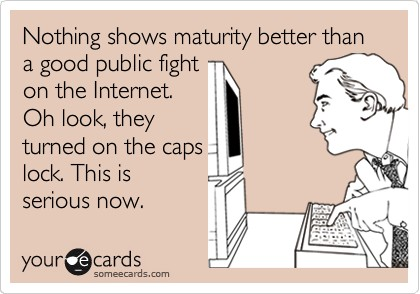 Nothing shows maturity better than
a good public fight
on the Internet.
Oh look, they
turned on the caps
lock. This is
serious now.
your e cards
someecards.com